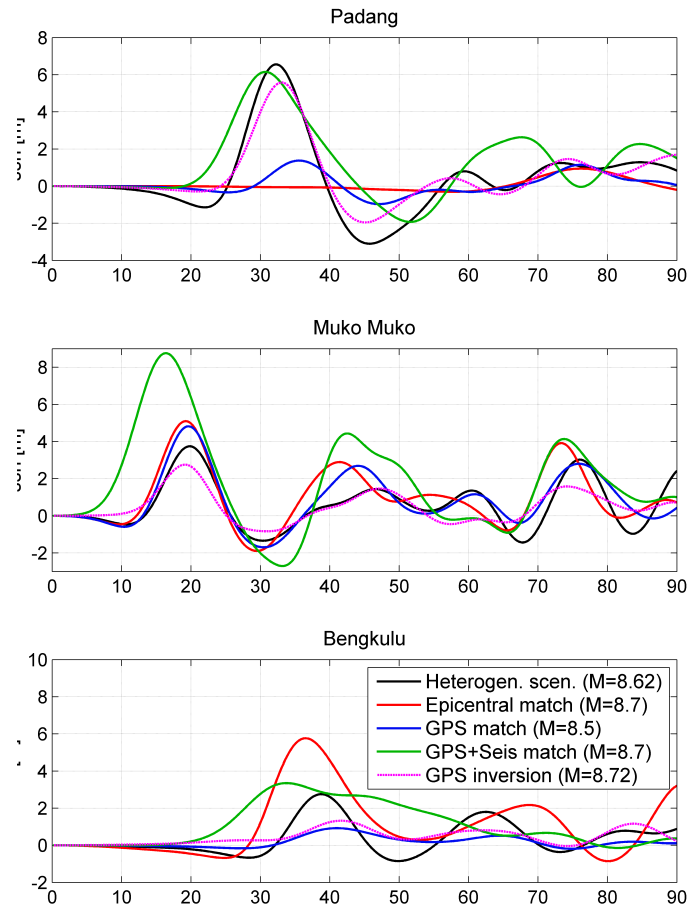 Padang
8
6
4
2
0
-2
-4
0 10 20 30 40 50 60 70 80 90
Muko Muko
8
6
4
2
0
-2
0 10 20 30 40 50 60 70 80 90
Bengkulu
10
8
6
4
2
0
-2
Heterogen. scen. (M=8.62)
Epicentral match (M=8.7)
GPS match (M=8.5)
GPS+Seis match (M=8.7)
GPS inversion (M=8.72)
0 10 20 30 40 50 60 70 80 90